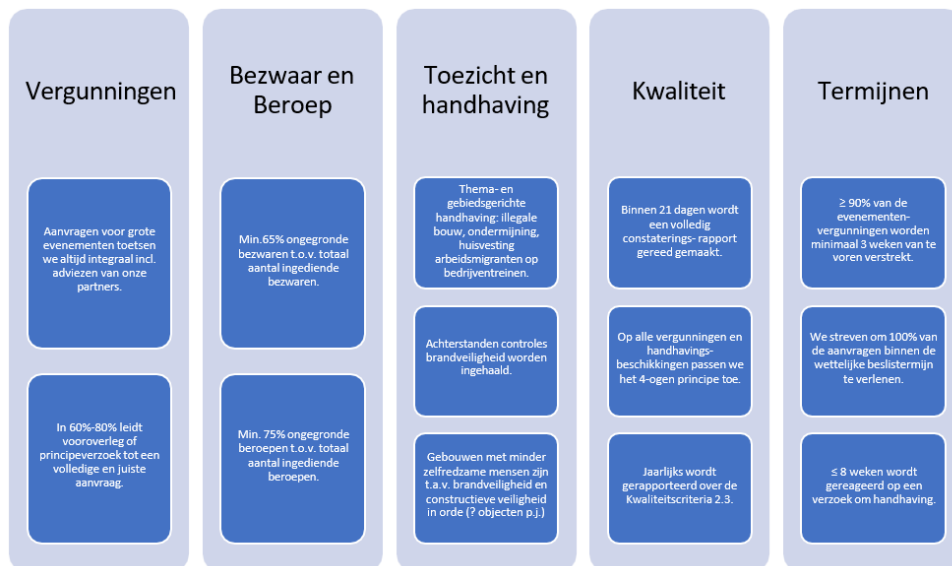 Vergunningen
Aanvragen voor grote
evenementen toetsen
we altijd integraal incl.
adviezen van onze
partners.
In 60%-80% leidt
vooroverleg of
principeverzoek tot een
volledige en juiste
aanvraag.
Bezwaar en
Beroep
Min.65% ongegronde
bezwaren t.o.v. totaal
aantal ingediende
bezwaren.
Min. 75% ongegronde
beroepen t.o.v. totaal
aantal ingediende
beroepen.
Toezicht en
handhaving
Thema- en
gebiedsgerichte
handhaving: illegale
bouw, ondermijning,
huisvesting
arbeidsmigranten op
bedrijventreinen.
Achterstanden controles
brandveiligheid worden
ingehaald.
Gebouwen met minder
zelfredzame mensen zijn
t.a.v. brandveiligheid en
constructieve veiligheid
in orde (? objecten p.j.)
Kwaliteit
Binnen 21 dagen wordt
een volledig
constaterings- rapport
gereed gemaakt.
Op alle vergunningen en
handhavings-
beschikkingen passen we
het 4-ogen principe toe.
Jaarlijks wordt
gerapporteerd over de
Kwaliteitscriteria 2.3.
Termijnen
≥ 90% van de
evenementen-
vergunningen worden
minimaal 3 weken van te
voren verstrekt.
We streven om 100% van
de aanvragen binnen de
wettelijke beslistermijn
te verlenen.
≤ 8 weken wordt
gereageerd op een
verzoek om handhaving.